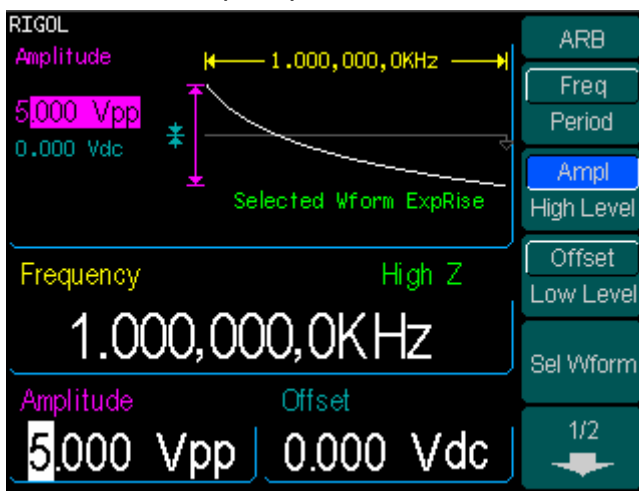 RIGOL
Amplitude
1.000,000,0KHz
5.000 Vpp
0.000 Vdc
Selected Wform ExpRise
Frequency
High Z
1.000,000,0KHz
Amplitude
Offset
5.000 Vpp
0.000 Vdc
ARB
Freq
Period
Ampl
High Level
Offset
Low Level
Sel Wform
1/2